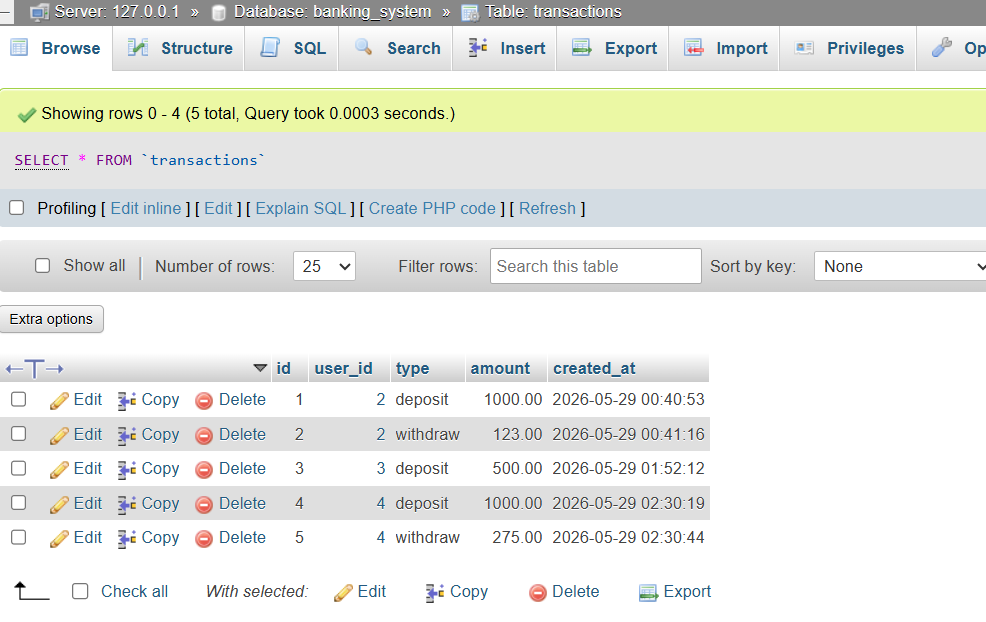 Server: 127.0.0.1 » Database: banking_system » Table: transactions
Browse Structure SQL Search Insert Export Import Privileges Op
Showing rows 0 - 4 (5 total, Query took 0.0003 seconds.)
SELECT * FROM `transactions`
Profiling [ Edit inline ] [ Edit ] [ Explain SQL ] [ Create PHP code ] [ Refresh ]
Show all Number of rows: 25 Filter rows: Search this table Sort by key: None
Extra options
id user_id type amount created_at
Edit Copy Delete 1 2 deposit 1000.00 2026-05-29 00:40:53
Edit Copy Delete 2 2 withdraw 123.00 2026-05-29 00:41:16
Edit Copy Delete 3 3 deposit 500.00 2026-05-29 01:52:12
Edit Copy Delete 4 4 deposit 1000.00 2026-05-29 02:30:19
Edit Copy Delete 5 4 withdraw 275.00 2026-05-29 02:30:44
Check all With selected: Edit Copy Delete Export